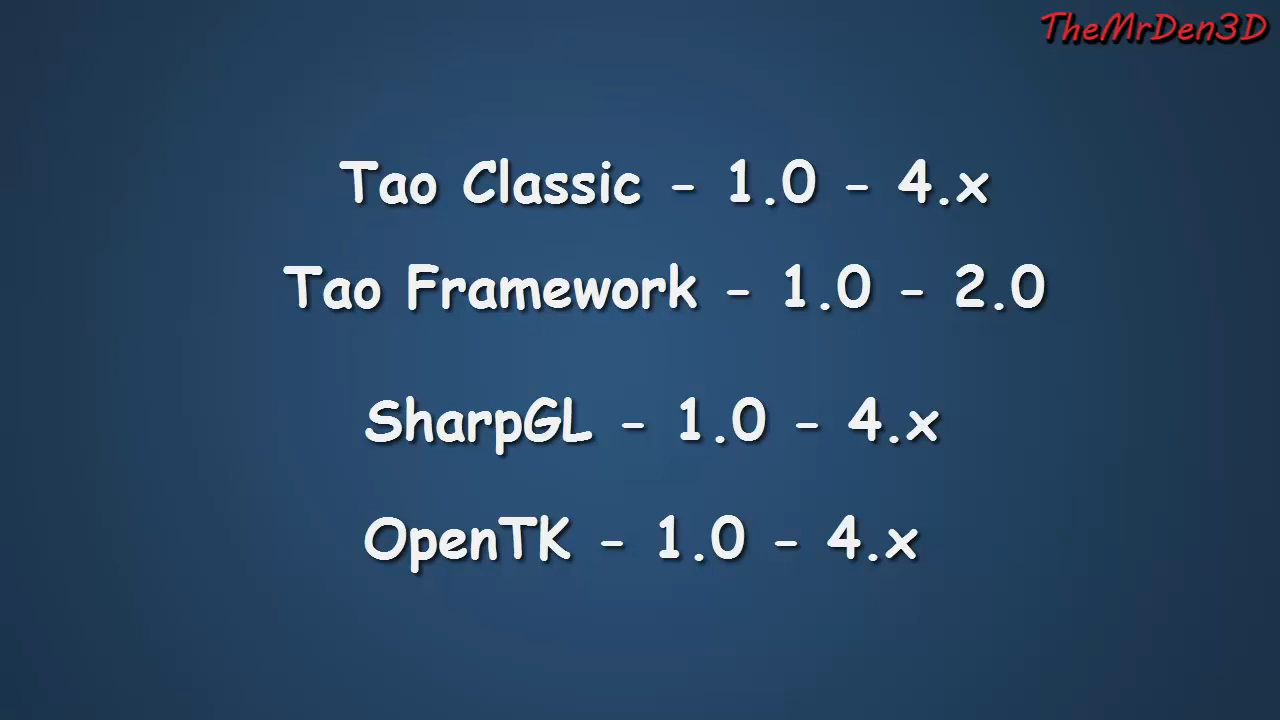 TheMrDen3D
Tao Classic - 1.0 - 4.x
Tao Framework - 1.0 - 2.0
SharpGL - 1.0 - 4.x
OpenTK - 1.0 - 4.x